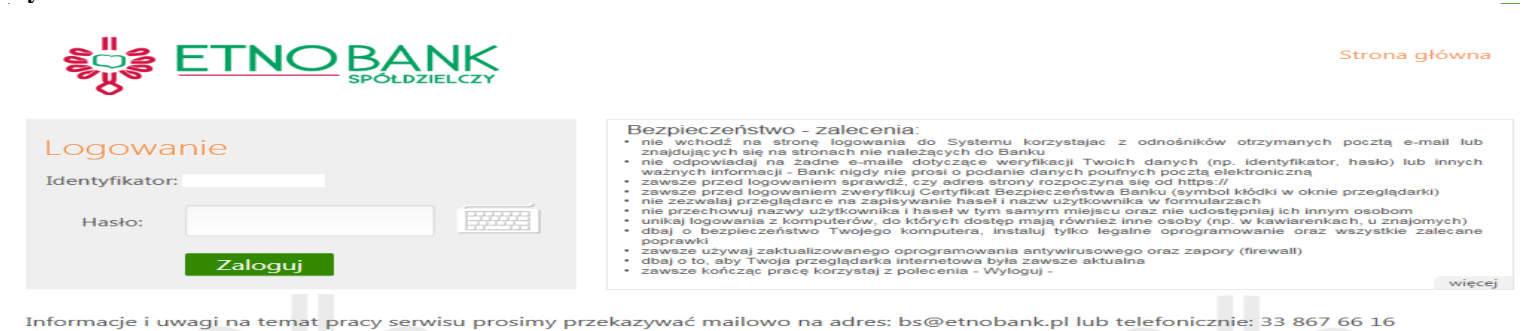 ETNO BANK
SPÓŁDZIELCZY
Strona główna
Logowanie
Identyfikator:
Hasło:
Zaloguj
Bezpieczeństwo - zalecenia:
• nie wchodź na stronę logowania do Systemu korzystajac z odnośników otrzymanych pocztą e-mail lub
znajdujących się na stronach nie należących do Banku
• nie odpowiadaj na żadne e-maile dotyczące weryfikacji Twoich danych (np. identyfikator, hasło) lub innych
ważnych informacji - Bank nigdy nie prosi o podanie danych poufnych pocztą elektroniczną
• zawsze przed logowaniem sprawdź, czy adres strony rozpoczyna się od https://
• zawsze przed logowaniem zweryfikuj Certyfikat Bezpieczeństwa Banku (symbol kłódki w oknie przeglądarki)
• nie zezwalaj przeglądarce na zapisywanie haseł i nazw użytkownika w formularzach
• nie przechowuj nazwy użytkownika i haseł w tym samym miejscu oraz nie udostępniaj ich innym osobom
• unikaj logowania z komputerów, do których dostęp mają również inne osoby (np. w kawiarenkach, u znajomych)
• dbaj o bezpieczeństwo Twojego komputera, instaluj tylko legalne oprogramowanie oraz wszystkie zalecane
poprawki
• zawsze używaj zaktualizowanego oprogramowania antywirusowego oraz zapory (firewall)
• dbaj o to, aby Twoja przeglądarka internetowa była zawsze aktualna
• zawsze kończąc pracę korzystaj z polecenia - Wyloguj -
więcej
Informacje i uwagi na temat pracy serwisu prosimy przekazywać mailowo na adres: bs@etnobank.pl lub telefonicznie: 33 867 66 16